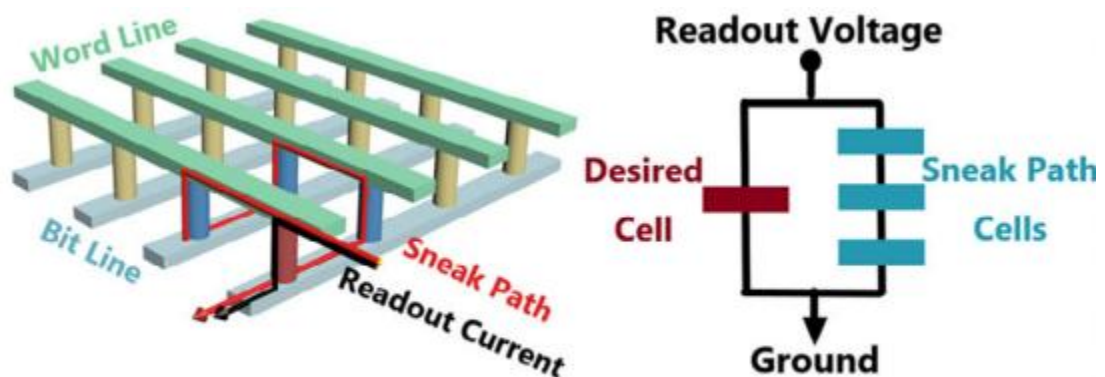 Word Line
Bit Line
Sneak Path
Readout Current
Readout Voltage
Desired
Cell
Sneak Path
Cells
Ground